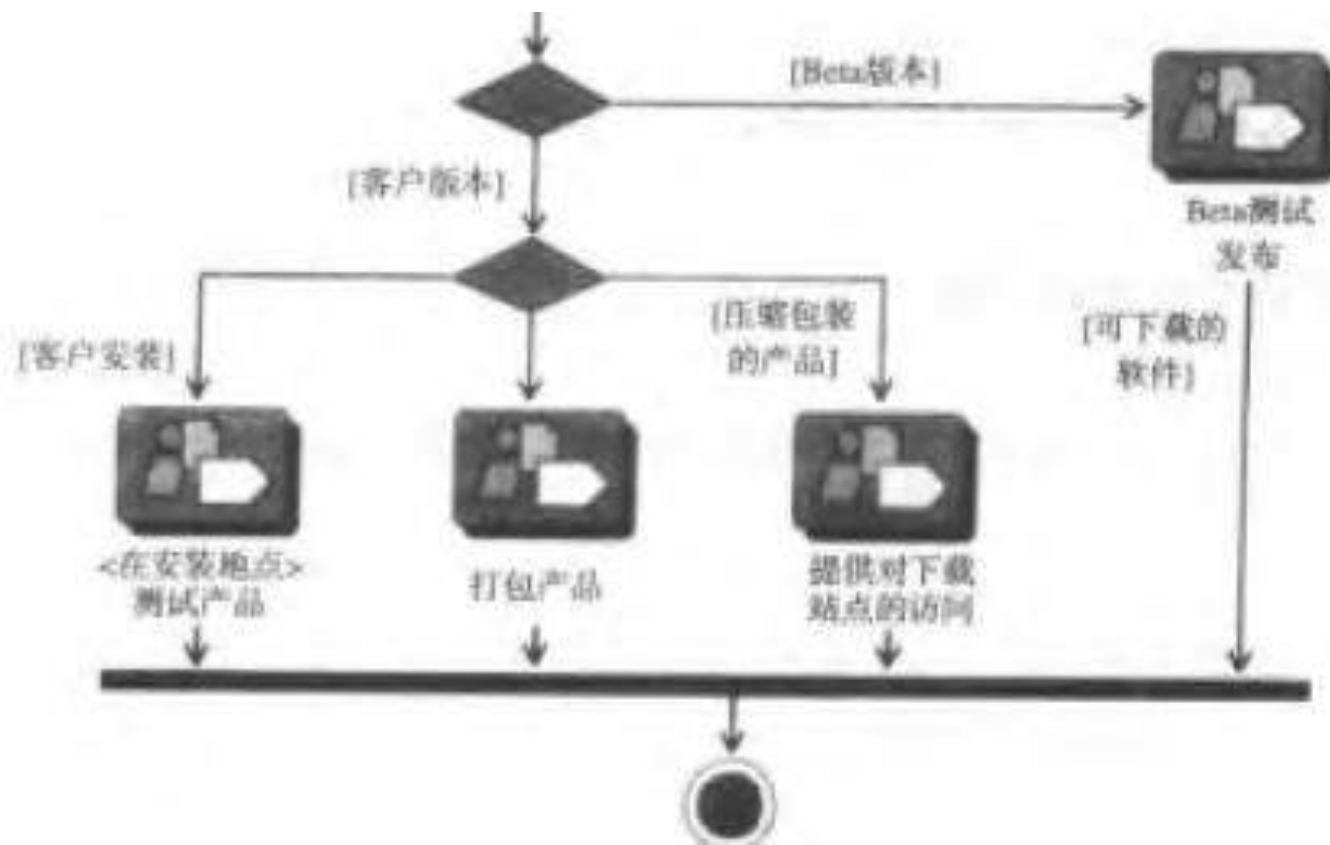 [Beta版本]
[客户版本]
Beta测试
发布
[客户安装]
[压缩包装
的产品]
[可下载的
软件]
<在安装地点>
测试产品
打包产品
提供对下载
站点的访问